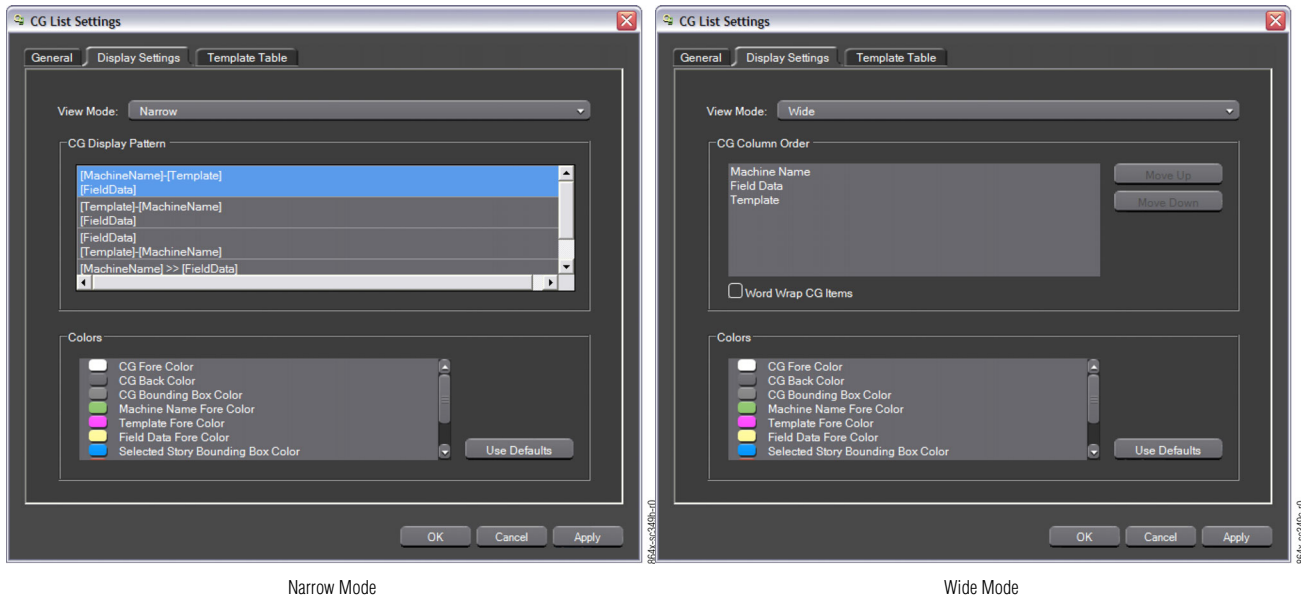 CG List Settings
General Display Settings Template Table
View Mode: Narrow
CG Display Pattern
[MachineName]-[Template]
[FieldData]
[Template]-[MachineName]
[FieldData]
[FieldData]
[Template]-[MachineName]
[MachineName] >> [FieldData]
Colors
CG Fore Color
CG Back Color
CG Bounding Box Color
Machine Name Fore Color
Template Fore Color
Field Data Fore Color
Selected Story Bounding Box Color
Use Defaults
OK Cancel Apply
864x-sc349b-r0
Narrow Mode
CG List Settings
General Display Settings Template Table
View Mode: Wide
CG Column Order
Machine Name
Field Data
Template
Move Up
Move Down
Word Wrap CG Items
Colors
CG Fore Color
CG Back Color
CG Bounding Box Color
Machine Name Fore Color
Template Fore Color
Field Data Fore Color
Selected Story Bounding Box Color
Use Defaults
OK Cancel Apply
Wide Mode